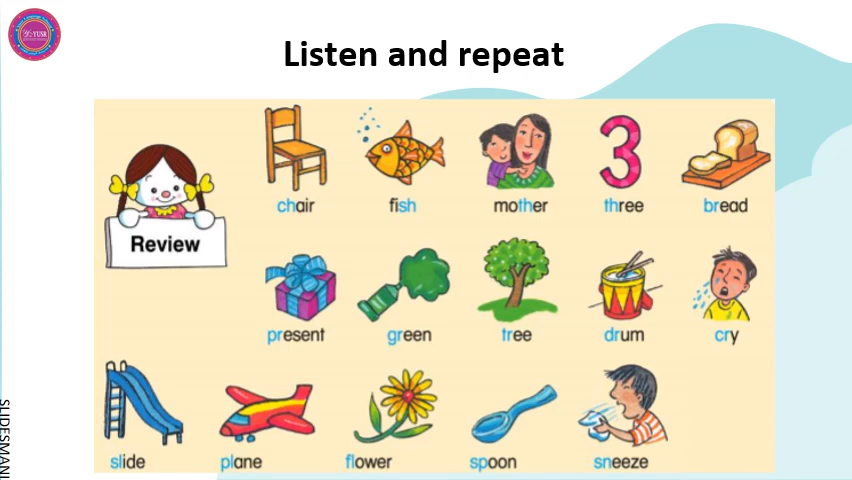 YUSR
Listen and repeat
Review
chair
fish
mother
three
bread
present
green
tree
drum
cry
slide
plane
flower
spoon
sneeze
SLIDESMANI